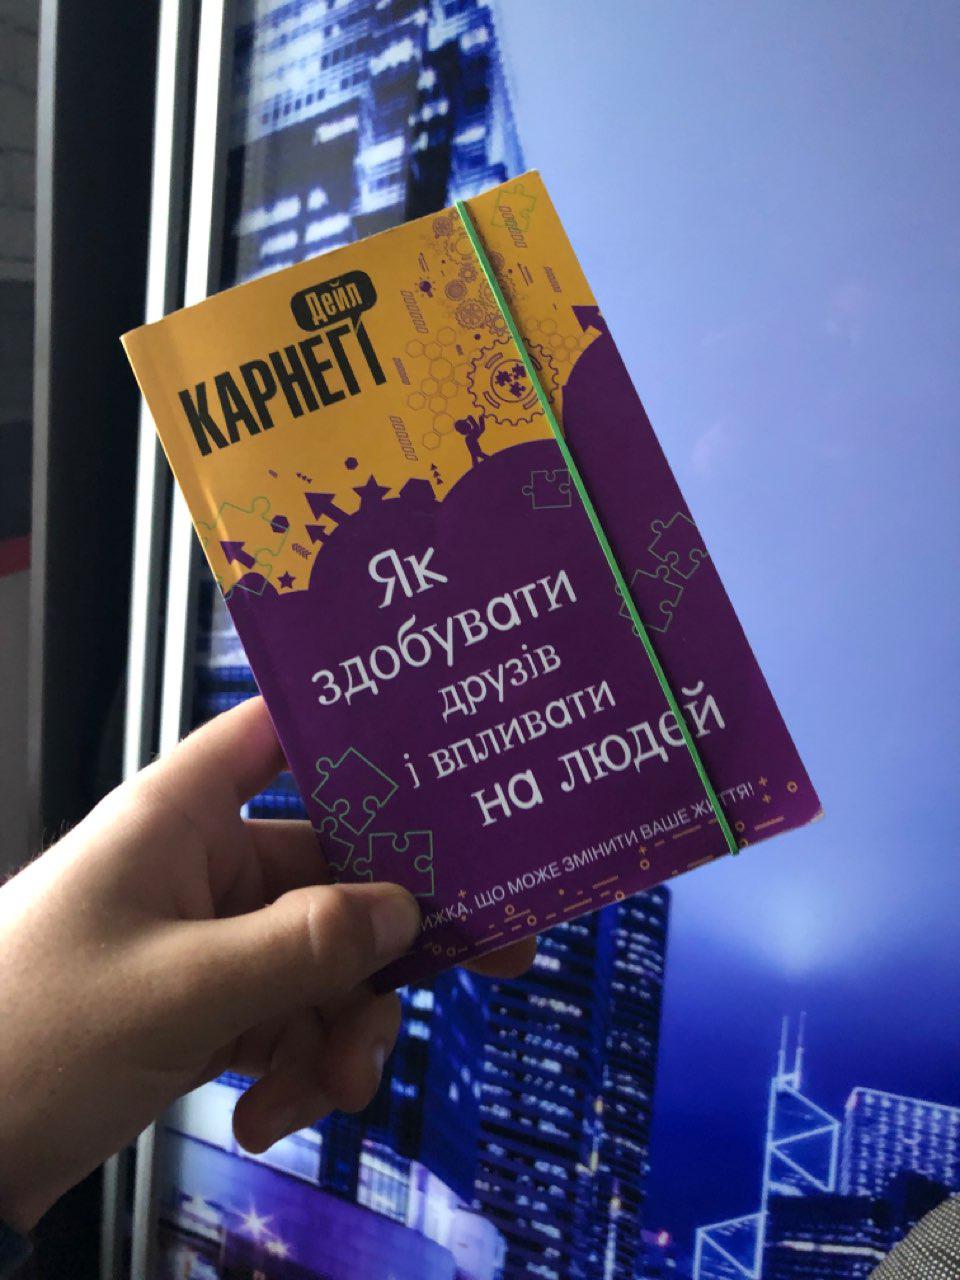 Дейл
КАРНЕГІ
Як
здобувати
друзів
і впливати
на людей
ЩО МОЖЕ ЗМІНИТИ ВАШЕ ЖИТТЯ!